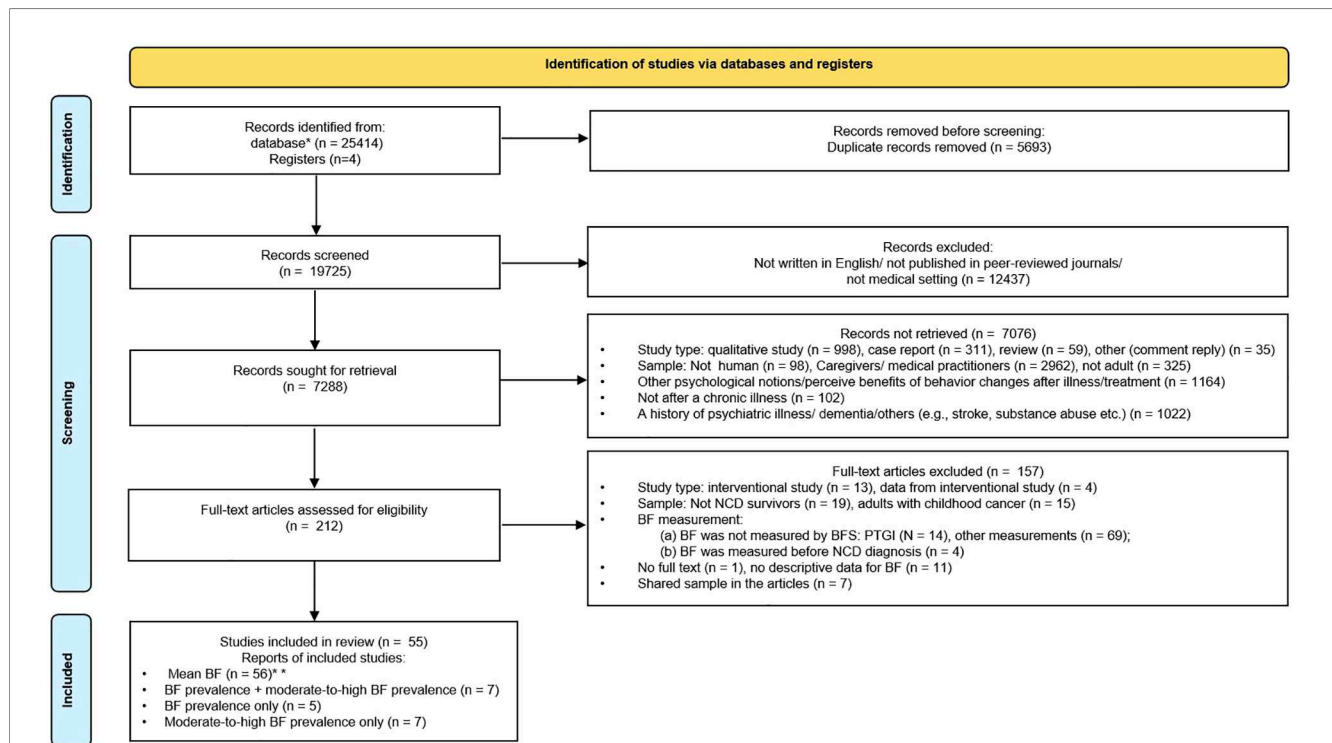 Identification of studies via databases and registers
Identification
Records identified from:
database* (n = 25414)
Registers (n=4)
Records removed before screening:
Duplicate records removed (n = 5693)
Screening
Records screened
(n = 19725)
Records excluded:
Not written in English/ not published in peer-reviewed journals/
not medical setting (n = 12437)
Records sought for retrieval
(n = 7288)
Records not retrieved (n = 7076)
• Study type: qualitative study (n = 998), case report (n = 311), review (n = 59), other (comment reply) (n = 35)
• Sample: Not human (n = 98), Caregivers/ medical practitioners (n = 2962), not adult (n = 325)
• Other psychological notions/perceive benefits of behavior changes after illness/treatment (n = 1164)
• Not after a chronic illness (n = 102)
• A history of psychiatric illness/ dementia/others (e.g., stroke, substance abuse etc.) (n = 1022)
Full-text articles assessed for eligibility
(n = 212)
Full-text articles excluded (n = 157)
• Study type: interventional study (n = 13), data from interventional study (n = 4)
• Sample: Not NCD survivors (n = 19), adults with childhood cancer (n = 15)
• BF measurement:
(a) BF was not measured by BFS: PTGI (N = 14), other measurements (n = 69);
(b) BF was measured before NCD diagnosis (n = 4)
• No full text (n = 1), no descriptive data for BF (n = 11)
• Shared sample in the articles (n = 7)
Included
Studies included in review (n = 55)
Reports of included studies:
• Mean BF (n = 56)* *
• BF prevalence + moderate-to-high BF prevalence (n = 7)
• BF prevalence only (n = 5)
• Moderate-to-high BF prevalence only (n = 7)